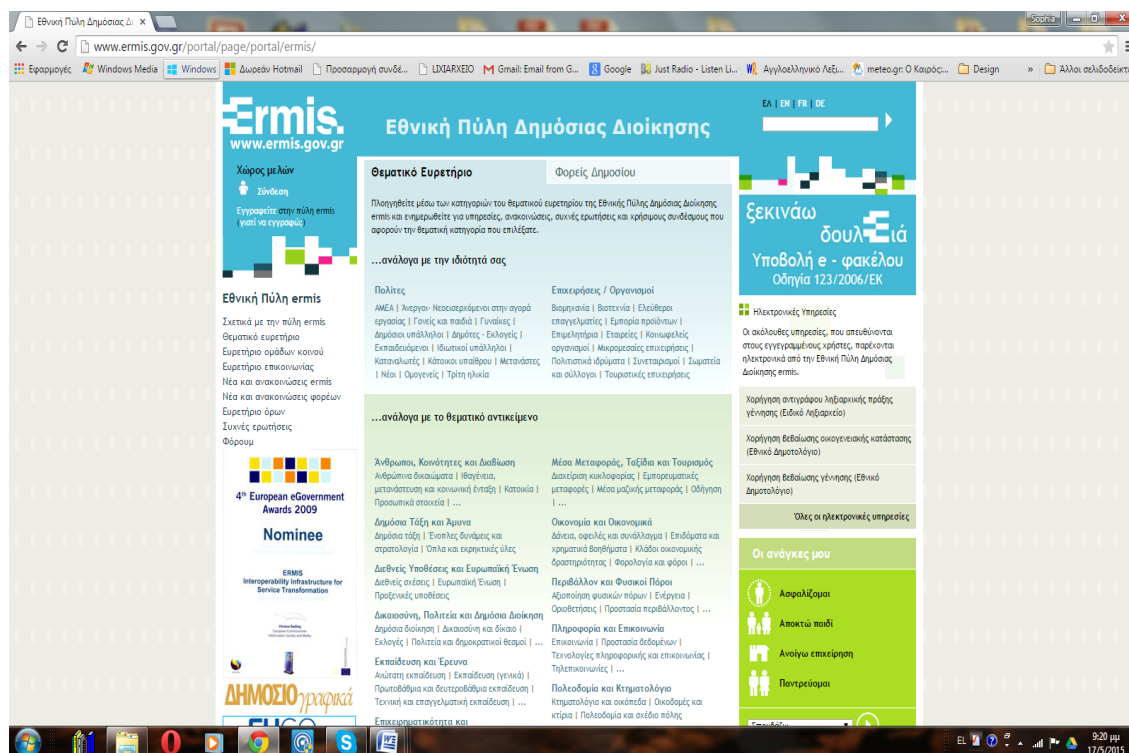 Εθνική Πύλη Δημόσιας Δι
Sophia
www.ermis.gov.gr/portal/page/portal/ermis/
Εφαρμογές
Windows Media
Windows
Δωρεάν Hotmail
Προσαρμογή συνδέ...
LIXIARXEIO
Gmail: Email from G...
Google
Just Radio - Listen Li...
Αγγλοελληνικό Λεξι...
meteo.gr: Ο Καιρός;...
Design
»
Άλλοι σελιδοδείκτε
Ermis.
www.ermis.gov.gr
Εθνική Πύλη Δημόσιας Διοίκησης
ΕΛ | EN | FR | DE
Χώρος μελών
Σύνδεση
Εγγραφείτε στην πύλη ermis
(γιατί να εγγραφώ;)
Εθνική Πύλη ermis
Σχετικά με την πύλη ermis
Θεματικό ευρετήριο
Ευρετήριο ομάδων κοινού
Ευρετήριο επικοινωνίας
Νέα και ανακοινώσεις ermis
Νέα και ανακοινώσεις φορέων
Ευρετήριο όρων
Συχνές ερωτήσεις
Φόρουμ
4th European eGovernment
Awards 2009
Nominee
ERMIS
Interoperability Infrastructure for
Service Transformation
ΔΗΜΟΣΙΟγραφικά
Θεματικό Ευρετήριο
Φορείς Δημοσίου
Πλοηγηθείτε μέσω των κατηγοριών του θεματικού ευρετηρίου της Εθνικής Πύλης Δημόσιας Διοίκησης
ermis και ενημερωθείτε για υπηρεσίες, ανακοινώσεις, συχνές ερωτήσεις και χρήσιμους συνδέσμους που
αφορούν την θεματική κατηγορία που επιλέξατε.
...ανάλογα με την ιδιότητά σας
Πολίτες
ΑΜΕΑ | Άνεργοι- Νεοεισερχόμενοι στην αγορά
εργασίας | Γονείς και παιδιά | Γυναίκες |
Δημόσιοι υπάλληλοι | Δημότες - Εκλογείς |
Εκπαιδευόμενοι | Ιδιωτικοί υπάλληλοι |
Καταναλωτές | Κάτοικοι υπαίθρου | Μετανάστες
| Νέοι | Ομογενείς | Τρίτη ηλικία
Επιχειρήσεις / Οργανισμοί
Βιομηχανία | Βιοτεχνία | Ελεύθεροι
επαγγελματίες | Εμπορία προϊόντων |
Επιμελητήρια | Εταιρείες | Κοινωφελείς
οργανισμοί | Μικρομεσαίες επιχειρήσεις |
Πολιτιστικά ιδρύματα | Συνεταιρισμοί | Σωματεία
και σύλλογοι | Τουριστικές επιχειρήσεις
...ανάλογα με το θεματικό αντικείμενο
Άνθρωποι, Κοινότητες και Διαβίωση
Ανθρώπινα δικαιώματα | Ιθαγένεια,
μετανάστευση και κοινωνική ένταξη | Κατοικία |
Προσωπικά στοιχεία | ...
Δημόσια Τάξη και Άμυνα
Δημόσια τάξη | Ένοπλες δυνάμεις και
στρατολογία | Όπλα και εκρηκτικές ύλες
Διεθνείς Υποθέσεις και Ευρωπαϊκή Ένωση
Διεθνείς σχέσεις | Ευρωπαϊκή Ένωση |
Προξενικές υποθέσεις
Δικαιοσύνη, Πολιτεία και Δημόσια Διοίκηση
Δημόσια διοίκηση | Δικαιοσύνη και δίκαιο |
Εκλογές | Πολιτεία και δημοκρατικοί θεσμοί | ...
Εκπαίδευση και Έρευνα
Ανώτατη εκπαίδευση | Εκπαίδευση (γενικά) |
Πρωτοβάθμια και δευτεροβάθμια εκπαίδευση |
Τεχνική και επαγγελματική εκπαίδευση | ...
Επιχειρηματικότητα και
Μέσα Μεταφοράς, Ταξίδια και Τουρισμός
Διαχείριση κυκλοφορίας | Εμπορευματικές
μεταφορές | Μέσα μαζικής μεταφοράς | Οδήγηση
| ...
Οικονομία και Οικονομικά
Δάνεια, οφειλές και συνάλλαγμα | Επιδόματα και
χρηματικά βοηθήματα | Κλάδοι οικονομικής
δραστηριότητας | Φορολογία και φόροι | ...
Περιβάλλον και Φυσικοί Πόροι
Αξιοποίηση φυσικών πόρων | Ενέργεια |
Οριοθετήσεις | Προστασία περιβάλλοντος | ...
Πληροφορία και Επικοινωνία
Επικοινωνία | Προστασία δεδομένων |
Τεχνολογίες πληροφορικής και επικοινωνίας |
Τηλεπικοινωνίες | ...
Πολεοδομία και Κτηματολόγιο
Κτηματολόγιο και οικόπεδα | Οικοδομές και
κτίρια | Πολεοδομία και σχέδιο πόλης
ξεκινάω
δουλΕιά
Υποβολή e - φακέλου
Οδηγία 123/2006/ΕΚ
Ηλεκτρονικές Υπηρεσίες
Οι ακόλουθες υπηρεσίες, που απευθύνονται
στους εγγεγραμμένους χρήστες, παρέχονται
ηλεκτρονικά από την Εθνική Πύλη Δημόσιας
Διοίκησης ermis.
Χορήγηση αντιγράφου ληξιαρχικής πράξης
γέννησης (Ειδικό Ληξιαρχείο)
Χορήγηση βεβαίωσης οικογενειακής κατάστασης
(Εθνικό Δημοτολόγιο)
Χορήγηση βεβαίωσης γέννησης (Εθνικό
Δημοτολόγιο)
Όλες οι ηλεκτρονικές υπηρεσίες
Οι ανάγκες μου
Ασφαλίζομαι
Αποκτώ παιδί
Ανοίγω επιχείρηση
Παντρεύομαι
Σπουδάζω
EL
9:20 μμ
17/5/2015